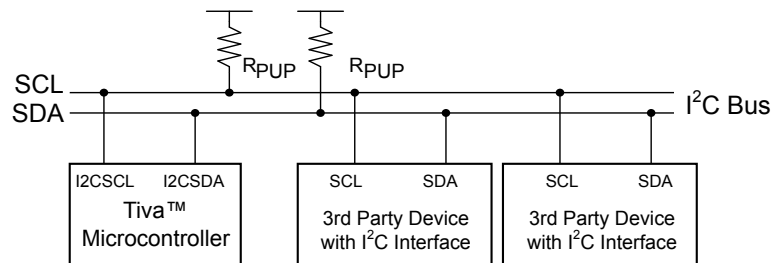 RPUP RPUP
SCL
SDA
I²C Bus
I2CSCL I2CSDA
Tiva™
Microcontroller
SCL SDA
3rd Party Device
with I²C Interface
SCL SDA
3rd Party Device
with I²C Interface